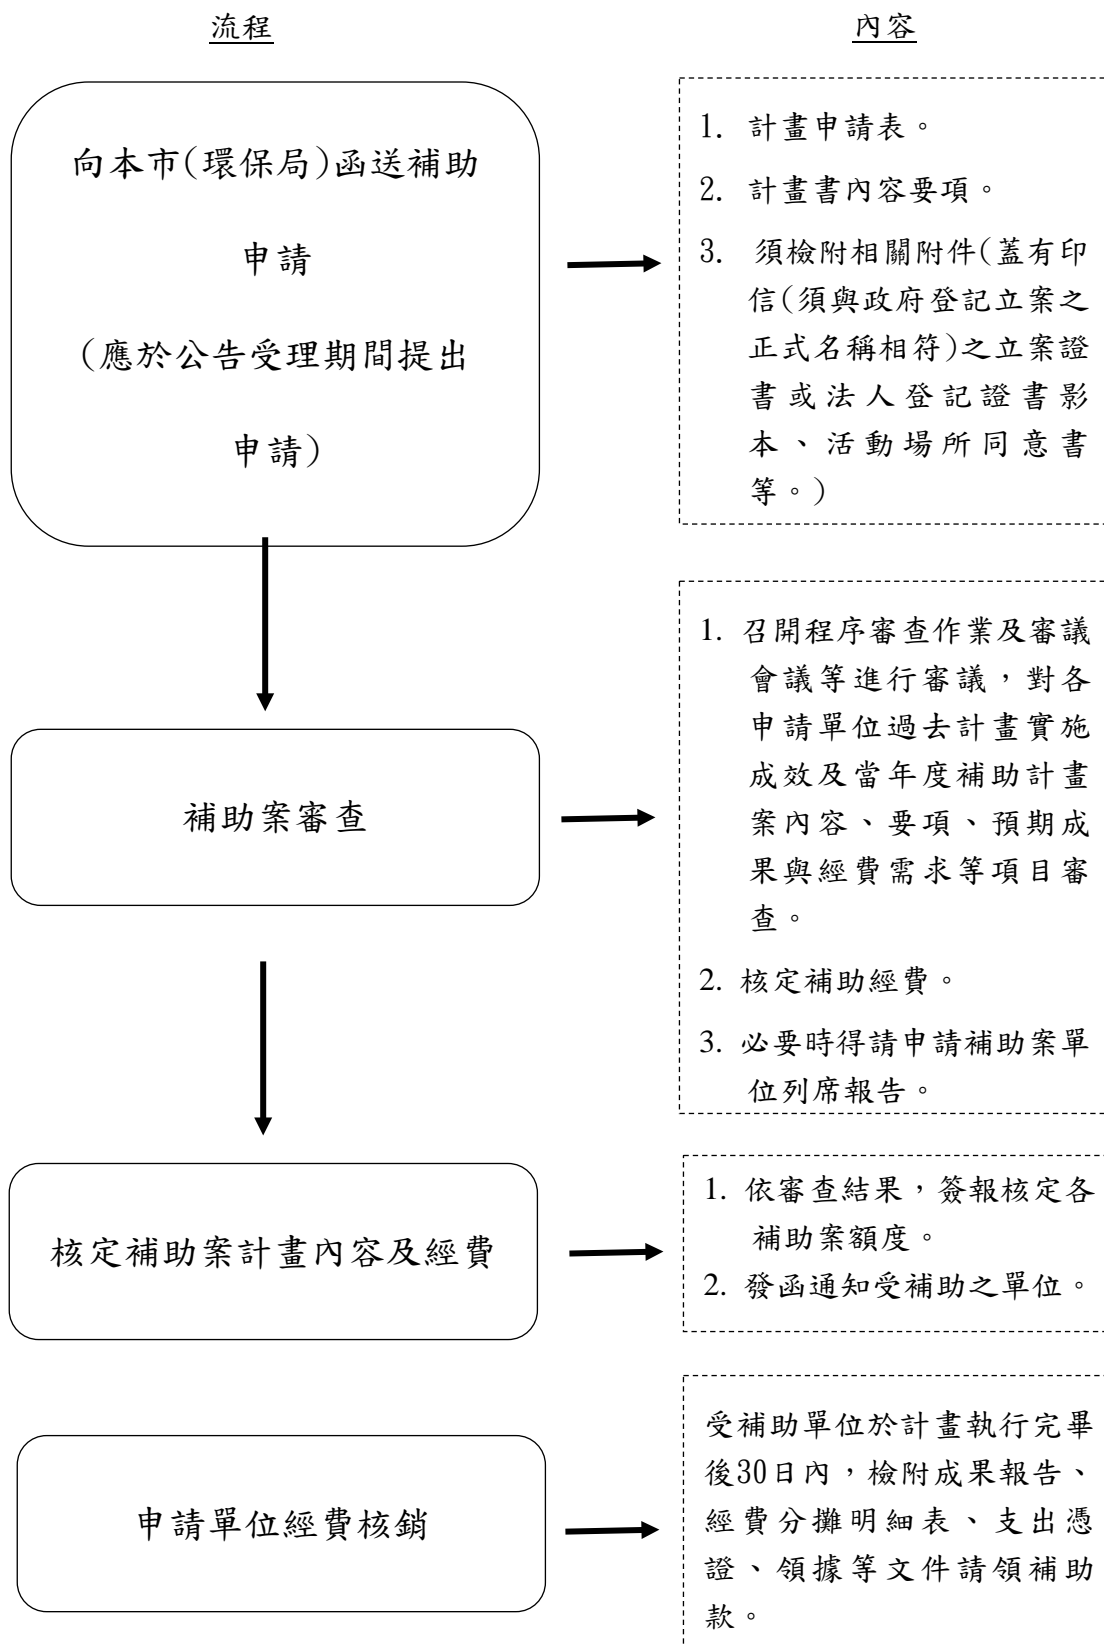 流程
內容
向本市(環保局)函送補助
申請
(應於公告受理期間提出
申請)
1. 計畫申請表。
2. 計畫書內容要項。
3. 須檢附相關附件(蓋有印
信(須與政府登記立案之
正式名稱相符)之立案證
書或法人登記證書影
本、活動場所同意書
等。)
補助案審查
1. 召開程序審查作業及審議
會議等進行審議，對各
申請單位過去計畫實施
成效及當年度補助計畫
案內容、要項、預期成
果與經費需求等項目審
查。
2. 核定補助經費。
3. 必要時得請申請補助案單
位列席報告。
核定補助案計畫內容及經費
1. 依審查結果，簽報核定各
補助案額度。
2. 發函通知受補助之單位。
申請單位經費核銷
受補助單位於計畫執行完畢
後30日內，檢附成果報告、
經費分攤明細表、支出憑
證、領據等文件請領補助
款。